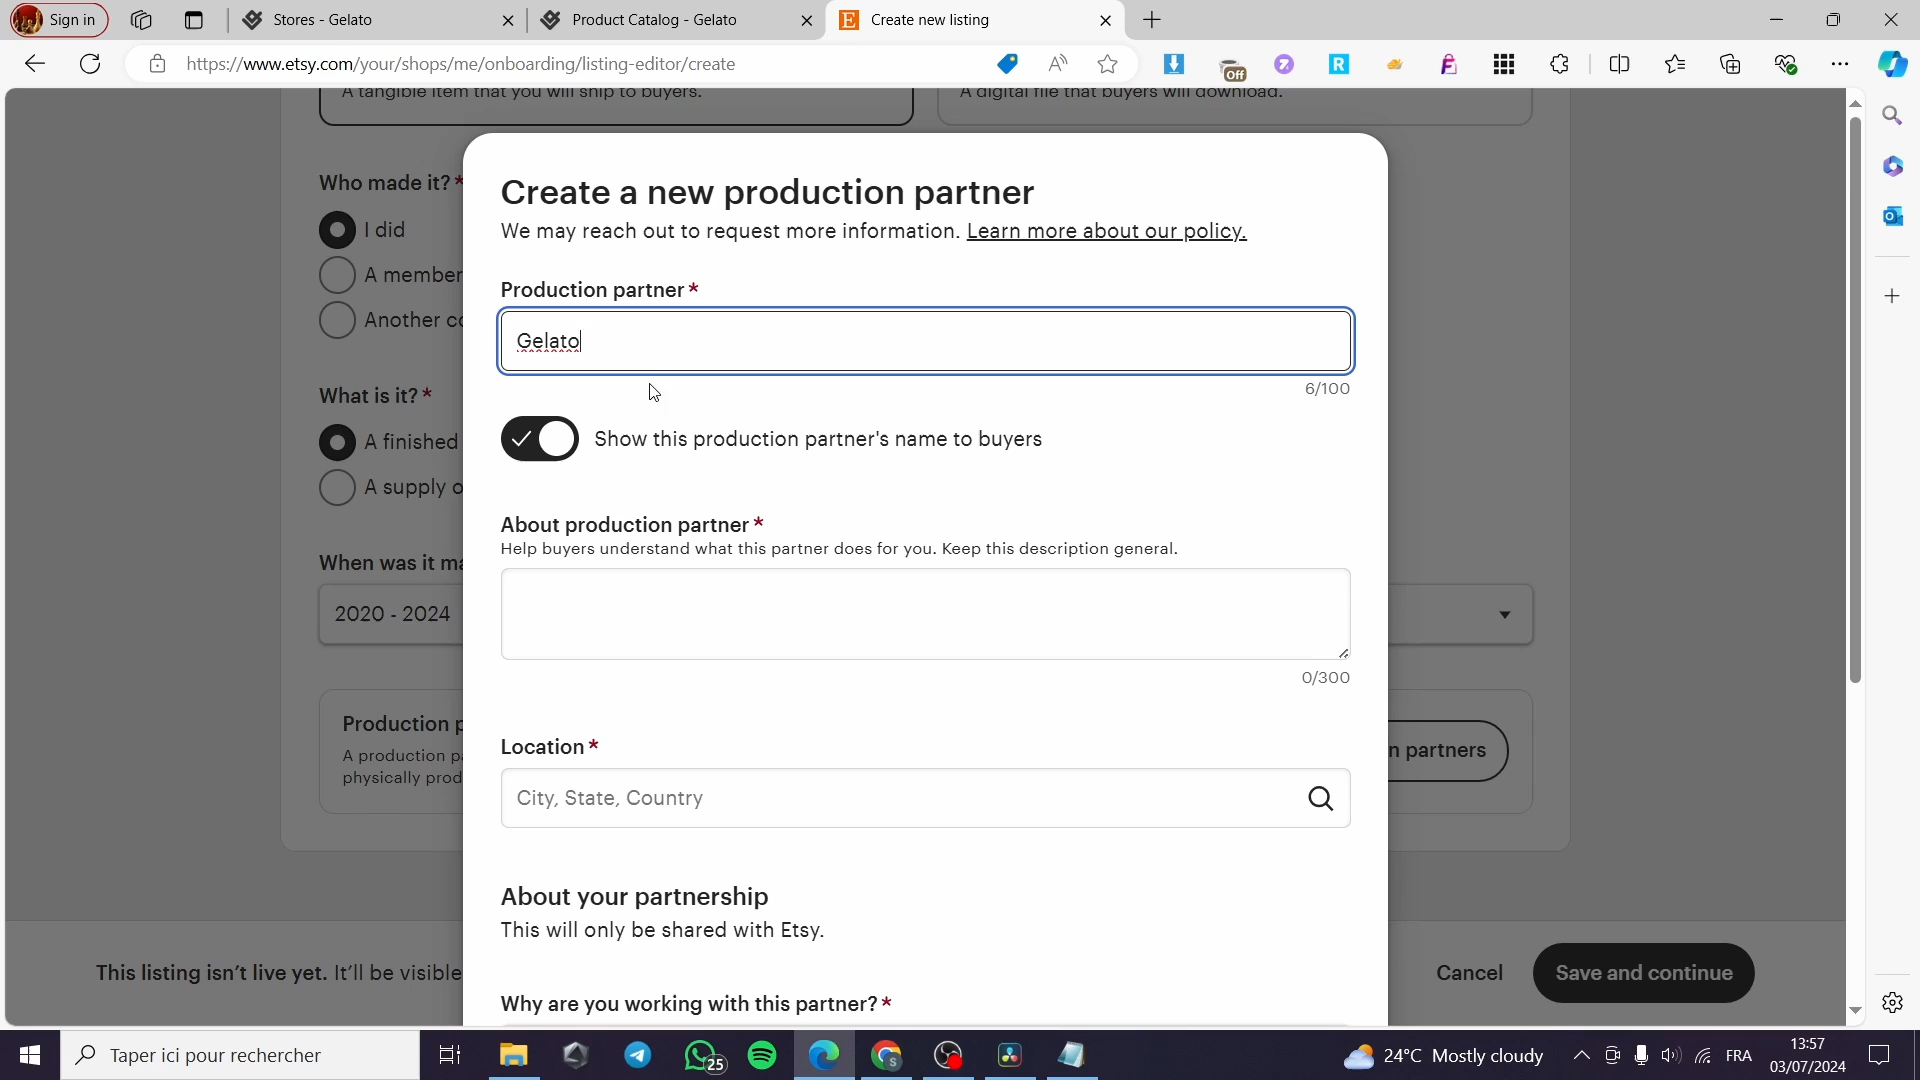 Sign in
Stores - Gelato
Product Catalog - Gelato
Create new listing
https://www.etsy.com/your/shops/me/onboarding/listing-editor/create
Off
A tangible item that you will ship to buyers.
A digital file that buyers will download.
Create a new production partner
We may reach out to request more information. Learn more about our policy.
Who made it?*
I did
A member
Another co
Production partner*
Gelato
6/100
Show this production partner's name to buyers
What is it?*
A finished
A supply o
About production partner*
Help buyers understand what this partner does for you. Keep this description general.
0/300
When was it ma
2020 - 2024
Production p
A production pa
physically prod
n partners
Location*
City, State, Country
About your partnership
This will only be shared with Etsy.
Why are you working with this partner?*
This listing isn't live yet. It'll be visible
Cancel
Save and continue
Taper ici pour rechercher
25
24°C Mostly cloudy
FRA
13:57
03/07/2024